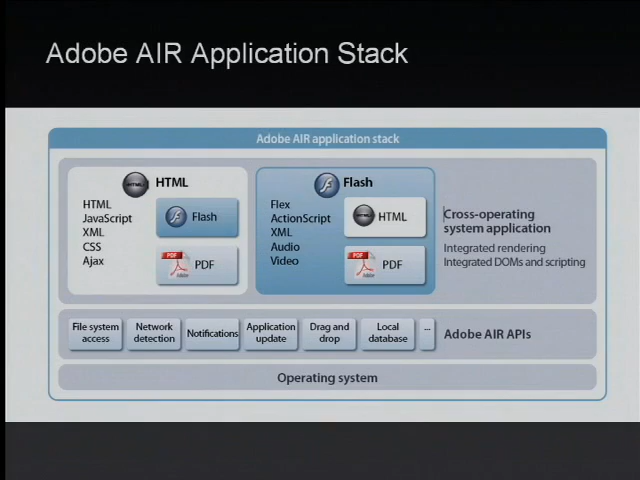 Adobe AIR Application Stack
Adobe AIR application stack
HTML
HTML
JavaScript
XML
CSS
Ajax
Flash
PDF
Flash
Flex
ActionScript
XML
Audio
Video
HTML
PDF
Cross-operating
system application
Integrated rendering
Integrated DOMs and scripting
File system
access
Network
detection
Notifications
Application
update
Drag and
drop
Local
database
...
Adobe AIR APIs
Operating system